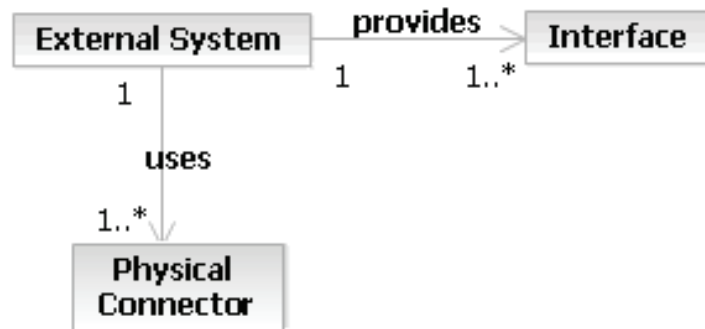 External System
provides
Interface
1
1
1..*
uses
1..*
Physical
Connector